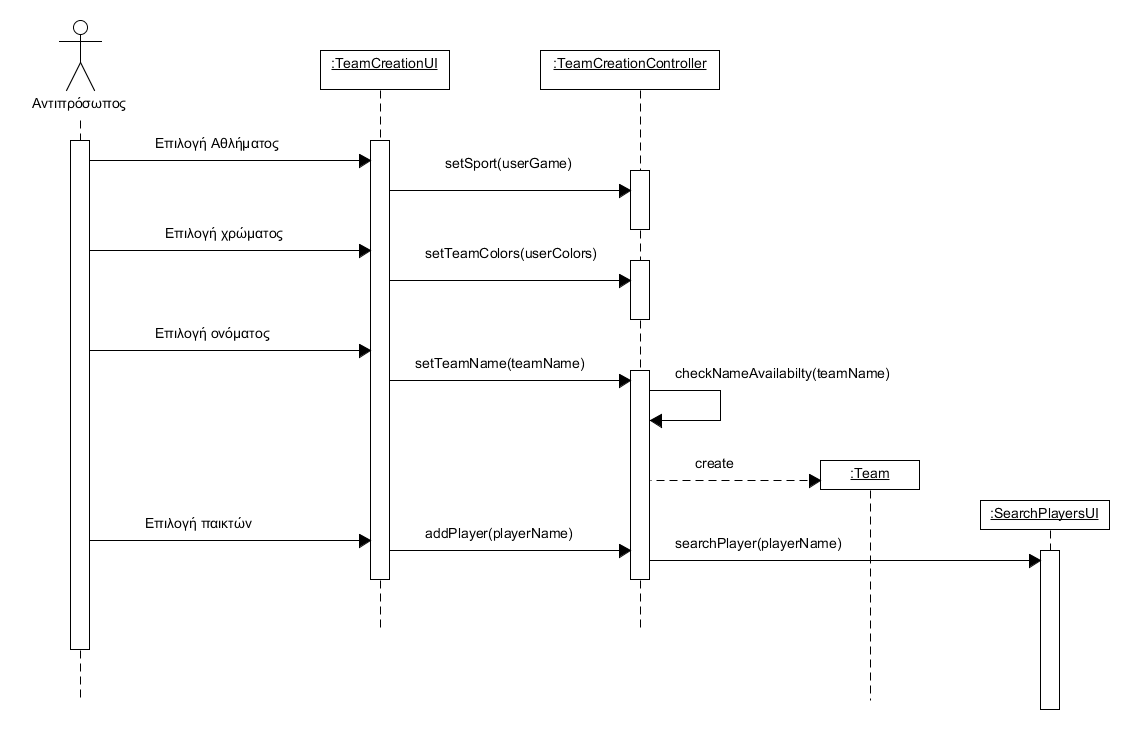 :TeamCreationUI
:TeamCreationController
Αντιπρόσωπος
Επιλογή Αθλήματος
setSport(userGame)
Επιλογή χρώματος
setTeamColors(userColors)
Επιλογή ονόματος
setTeamName(teamName)
checkNameAvailabilty(teamName)
create
:Team
:SearchPlayersUI
Επιλογή παικτών
addPlayer(playerName)
searchPlayer(playerName)